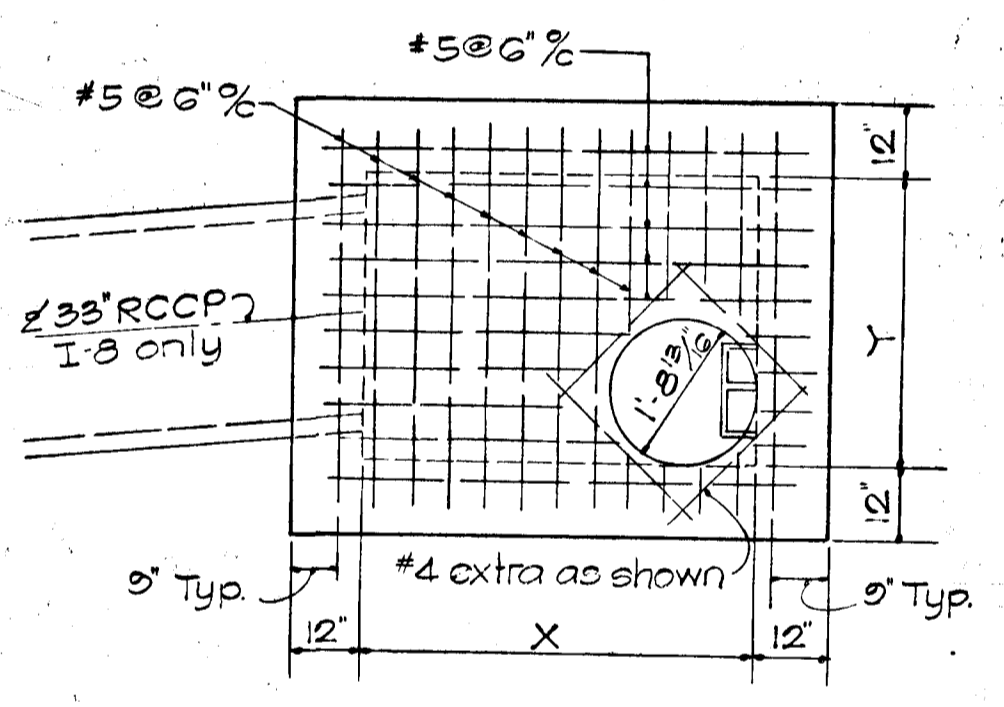 #5@6" %
#5 @ 6" %
12"
℄ 33" RCCP
I-8 only
1'-8 13/16"
Y
12"
#4 extra as shown
9" Typ.
9" Typ.
12"
X
12"